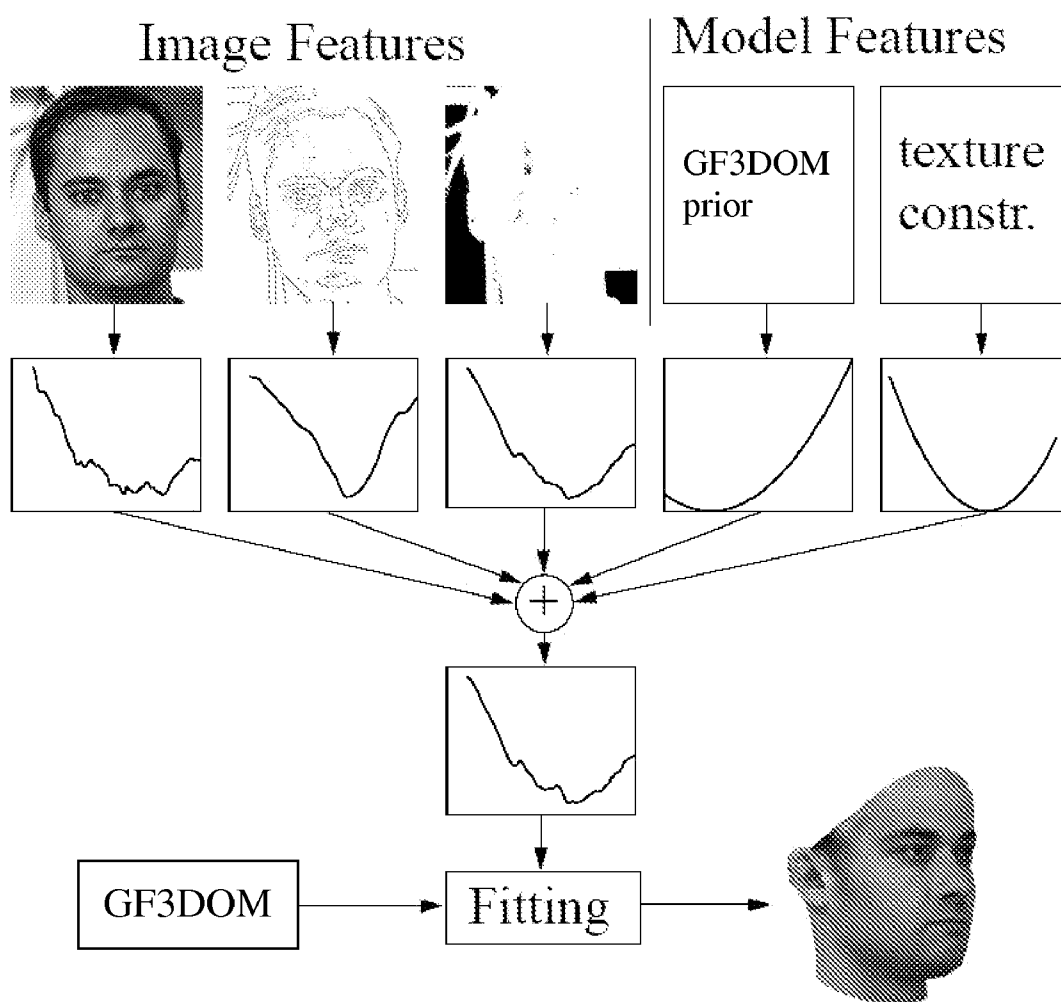 Image Features
Model Features
GF3DOM
prior
texture
constr.
+
GF3DOM
Fitting